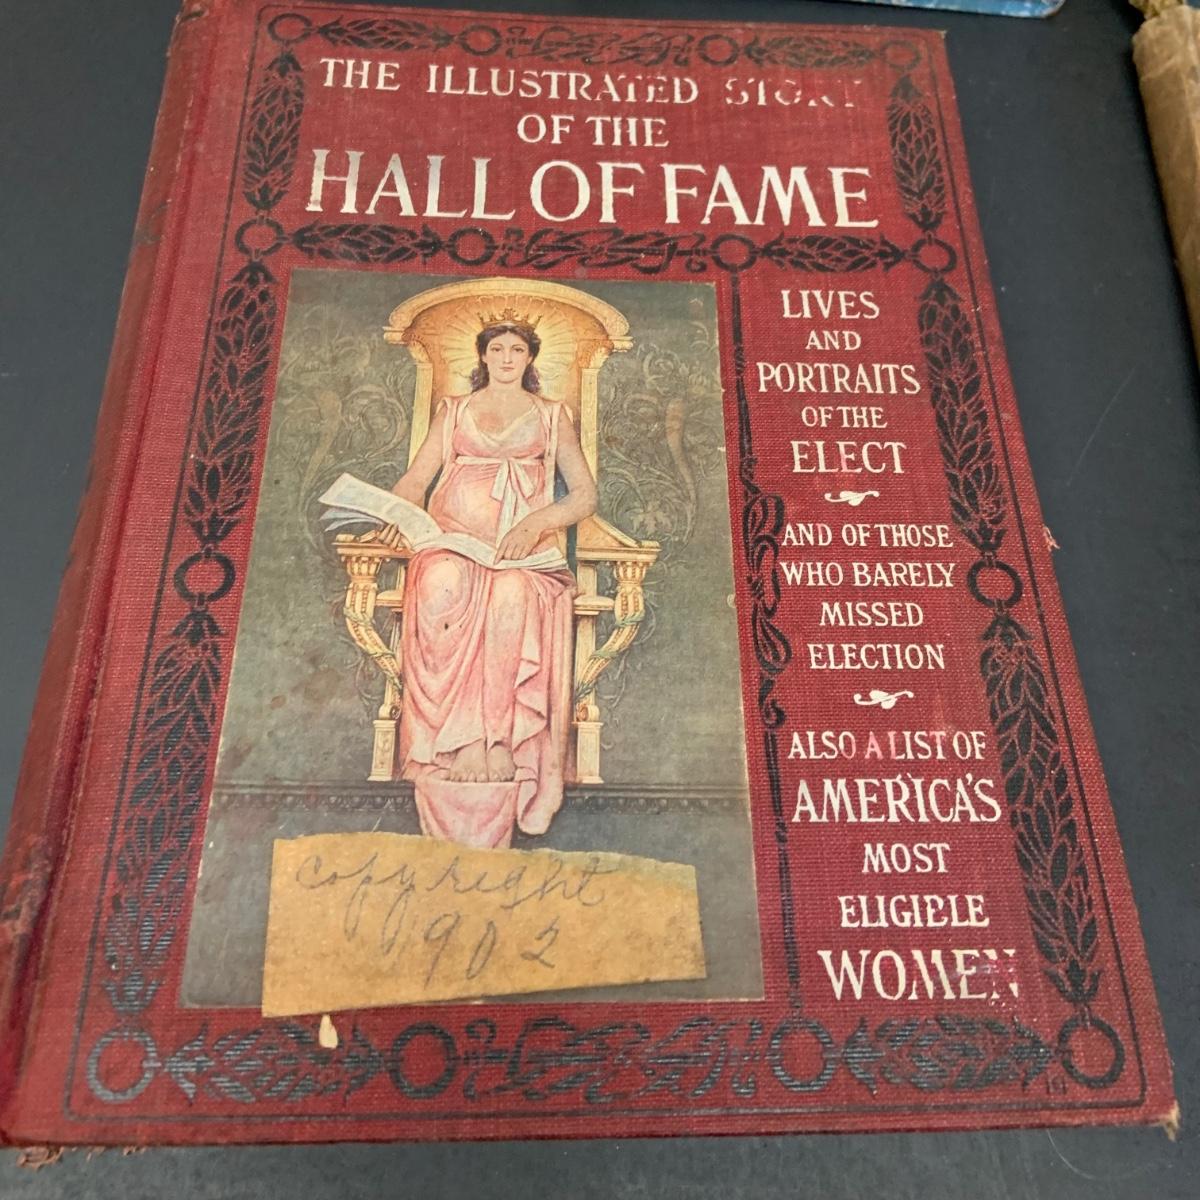 THE ILLUSTRATED STORY
OF THE
HALL OF FAME
LIVES
AND
PORTRAITS
OF THE
ELECT
AND OF THOSE
WHO BARELY
MISSED
ELECTION
ALSO A LIST OF
AMERICA'S
MOST
ELIGIBLE
WOMEN
copyright
1902